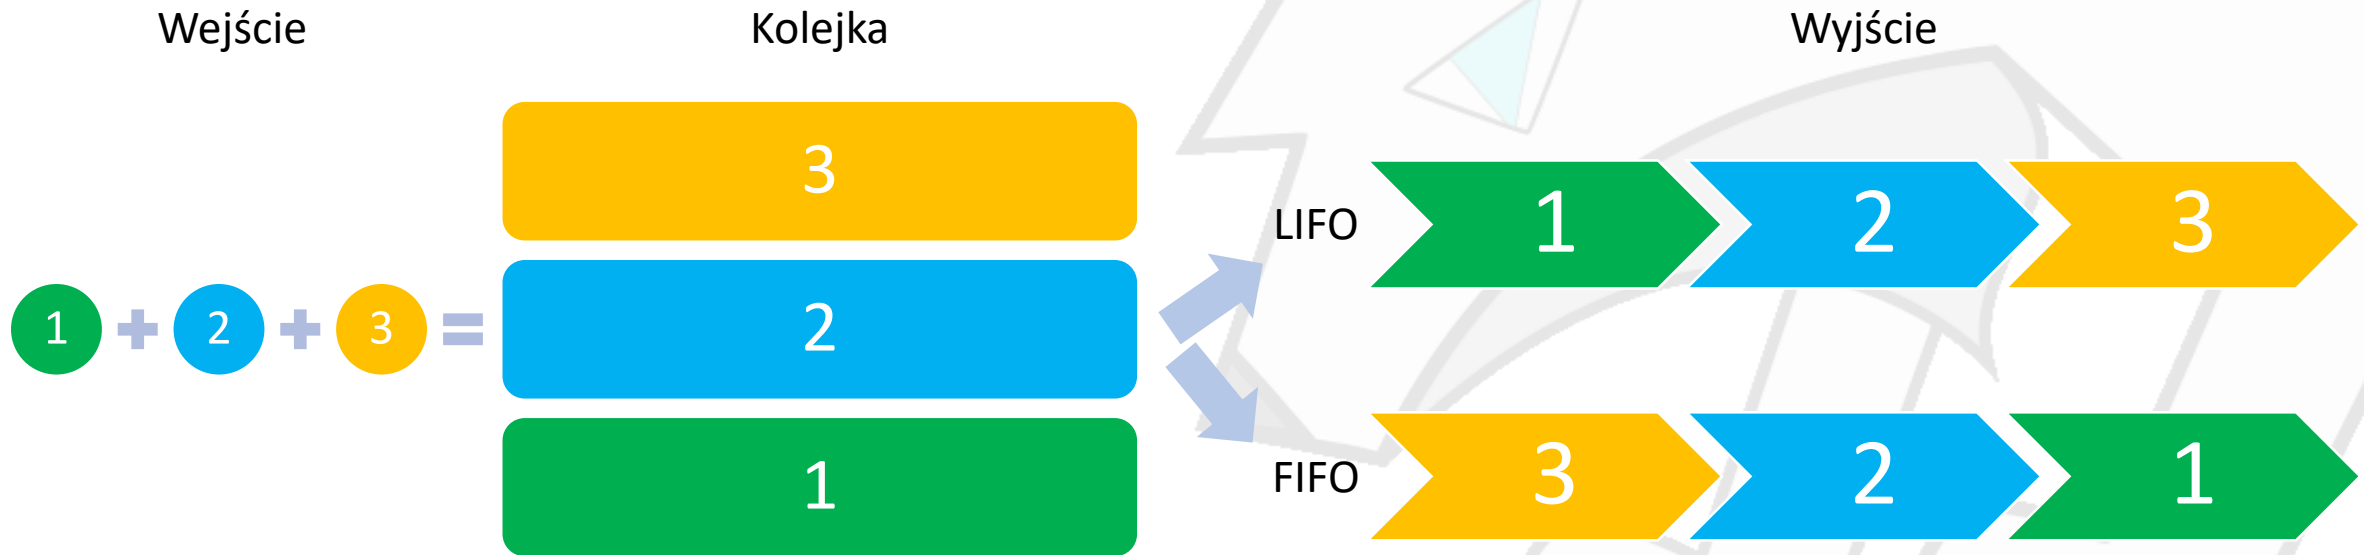 Wejście
Kolejka
Wyjście
1 + 2 + 3 =
3
2
1
LIFO
1 2 3
FIFO
3 2 1